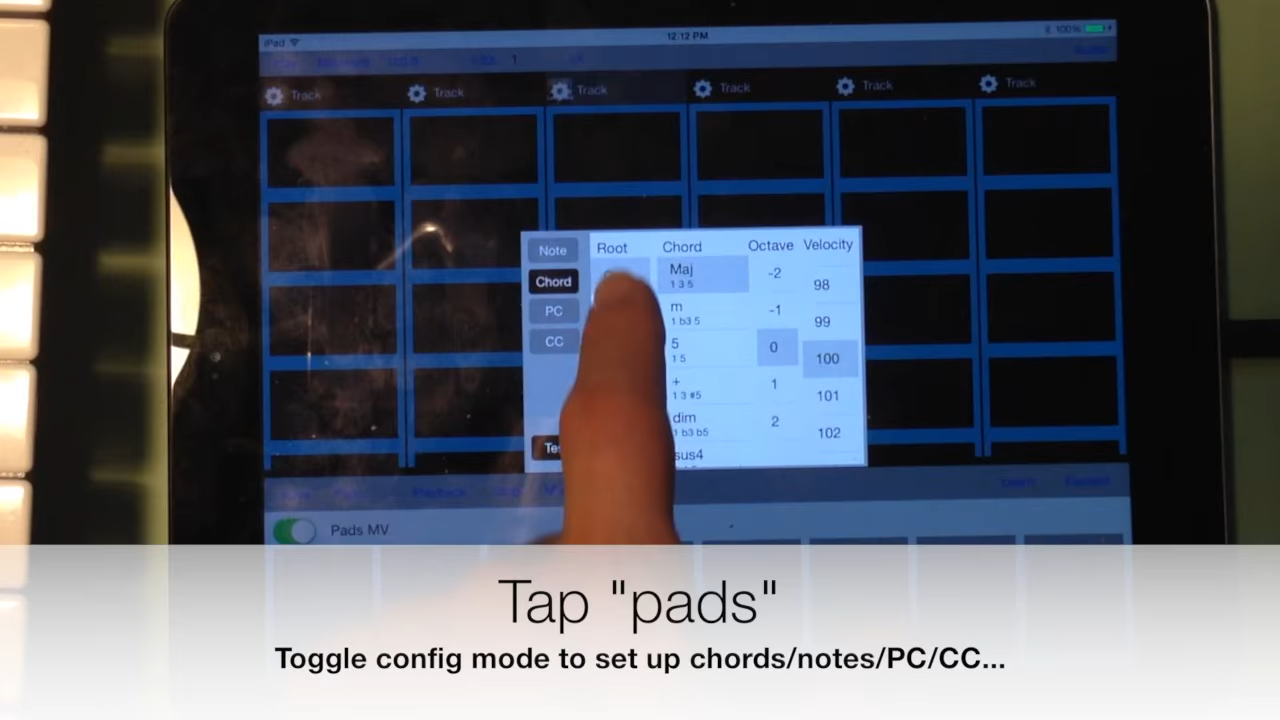 iPad
12:12 PM
100%
1
Track
Track
Track
Track
Track
Track
Note
Chord
PC
CC
Root
Chord
Octave
Velocity
Maj
1 3 5
m
1 b3 5
5
1 5
+
1 3 #5
dim
1 b3 b5
sus4
-2
-1
0
1
2
98
99
100
101
102
Playback
Pads MV
Tap "pads"
Toggle config mode to set up chords/notes/PC/CC...